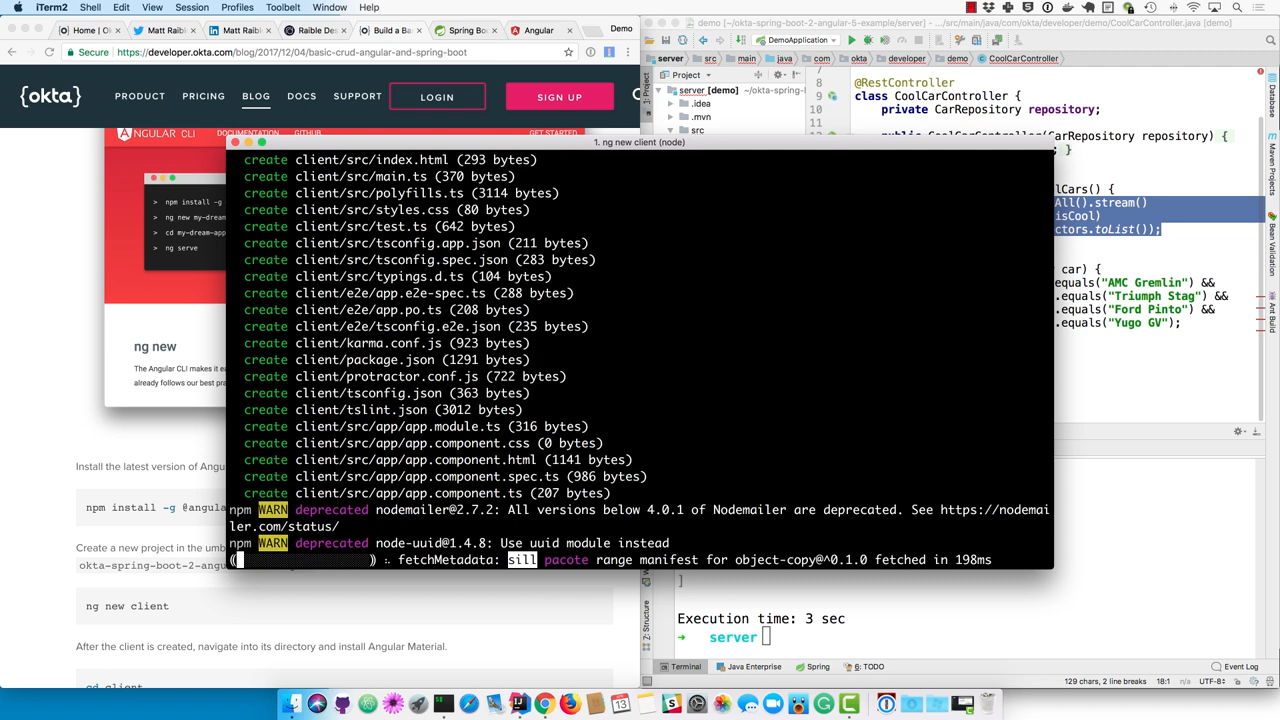 iTerm2 Shell Edit View Session Profiles Toolbelt Window Help
Home | Ok
Matt Raib
Matt Raib
Raible Des
Build a Ba
Spring Bo
Angular
Demo
demo [~/okta-spring-boot-2-angular-5-example/server] - .../src/main/java/com/okta/developer/demo/CoolCarController.java [demo]
Secure https://developer.okta.com/blog/2017/12/04/basic-crud-angular-and-spring-boot
DemoApplication
server src main java com okta developer demo CoolCarController
{okta} PRODUCT PRICING BLOG DOCS SUPPORT LOGIN SIGN UP
Project
server [demo] ~/okta-spring-b
.idea
.mvn
src
7
8
9
10
11
12
@RestController
class CoolCarController {
private CarRepository repository;
public CoolCarController(CarRepository repository) {
; }
lCars() {
All().stream()
isCool)
ctors.toList());
car) {
equals("AMC Gremlin") &&
.equals("Triumph Stag") &&
.equals("Ford Pinto") &&
.equals("Yugo GV");
Database
Maven Projects
Bean Validation
Ant Build
ANGULAR CLI DOCUMENTATION GITHUB GET STARTED
> npm install -g
> ng new my-dream
> cd my-dream-app
> ng serve
ng new
The Angular CLI makes it ea
already follows our best pra
Install the latest version of Angu
npm install -g @angula
Create a new project in the umb
okta-spring-boot-2-angu
ng new client
After the client is created, navigate into its directory and install Angular Material.
cd client
1. ng new client (node)
create client/src/index.html (293 bytes)
create client/src/main.ts (370 bytes)
create client/src/polyfills.ts (3114 bytes)
create client/src/styles.css (80 bytes)
create client/src/test.ts (642 bytes)
create client/src/tsconfig.app.json (211 bytes)
create client/src/tsconfig.spec.json (283 bytes)
create client/src/typings.d.ts (104 bytes)
create client/e2e/app.e2e-spec.ts (288 bytes)
create client/e2e/app.po.ts (208 bytes)
create client/e2e/tsconfig.e2e.json (235 bytes)
create client/karma.conf.js (923 bytes)
create client/package.json (1291 bytes)
create client/protractor.conf.js (722 bytes)
create client/tsconfig.json (363 bytes)
create client/tslint.json (3012 bytes)
create client/src/app/app.module.ts (316 bytes)
create client/src/app/app.component.css (0 bytes)
create client/src/app/app.component.html (1141 bytes)
create client/src/app/app.component.spec.ts (986 bytes)
create client/src/app/app.component.ts (207 bytes)
npm WARN deprecated nodemailer@2.7.2: All versions below 4.0.1 of Nodemailer are deprecated. See https://nodemai
ler.com/status/
npm WARN deprecated node-uuid@1.4.8: Use uuid module instead
( ) ⠦ fetchMetadata: sill pacote range manifest for object-copy@^0.1.0 fetched in 198ms
]
Execution time: 3 sec
→ server
Z: Structure
Terminal Java Enterprise Spring 6: TODO Event Log
129 chars, 2 line breaks 18:1 n/a UTF-8